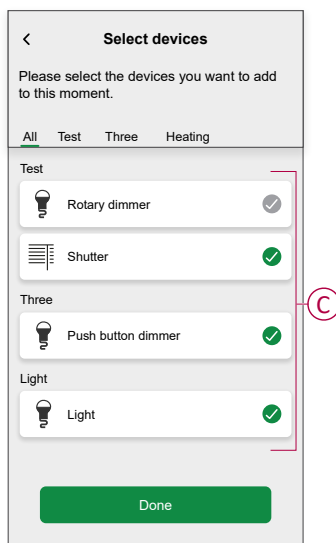 Select devices
Please select the devices you want to add
to this moment.
All Test Three Heating
Test
Rotary dimmer
Shutter
Three
Push button dimmer
Light
Light
Done
C